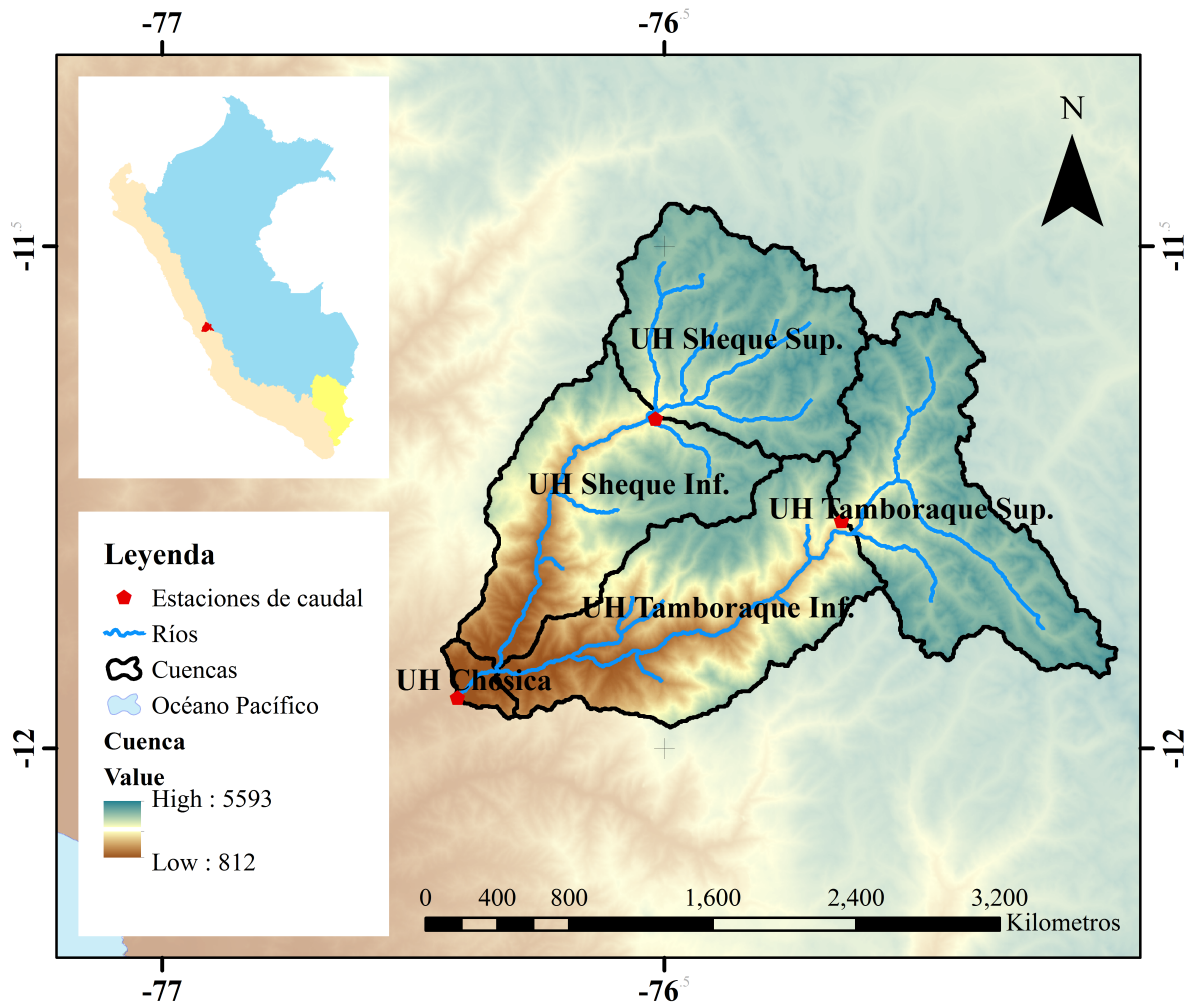 -77
-76.5
N
-11.5
-11.5
UH Sheque Sup.
UH Sheque Inf.
UH Tamboraque Sup.
UH Tamboraque Inf.
UH Chosica
Leyenda
Estaciones de caudal
Ríos
Cuencas
Océano Pacífico
Cuenca
Value
High : 5593
Low : 812
-12
-12
0 400 800 1,600 2,400 3,200
Kilometros
-77
-76.5